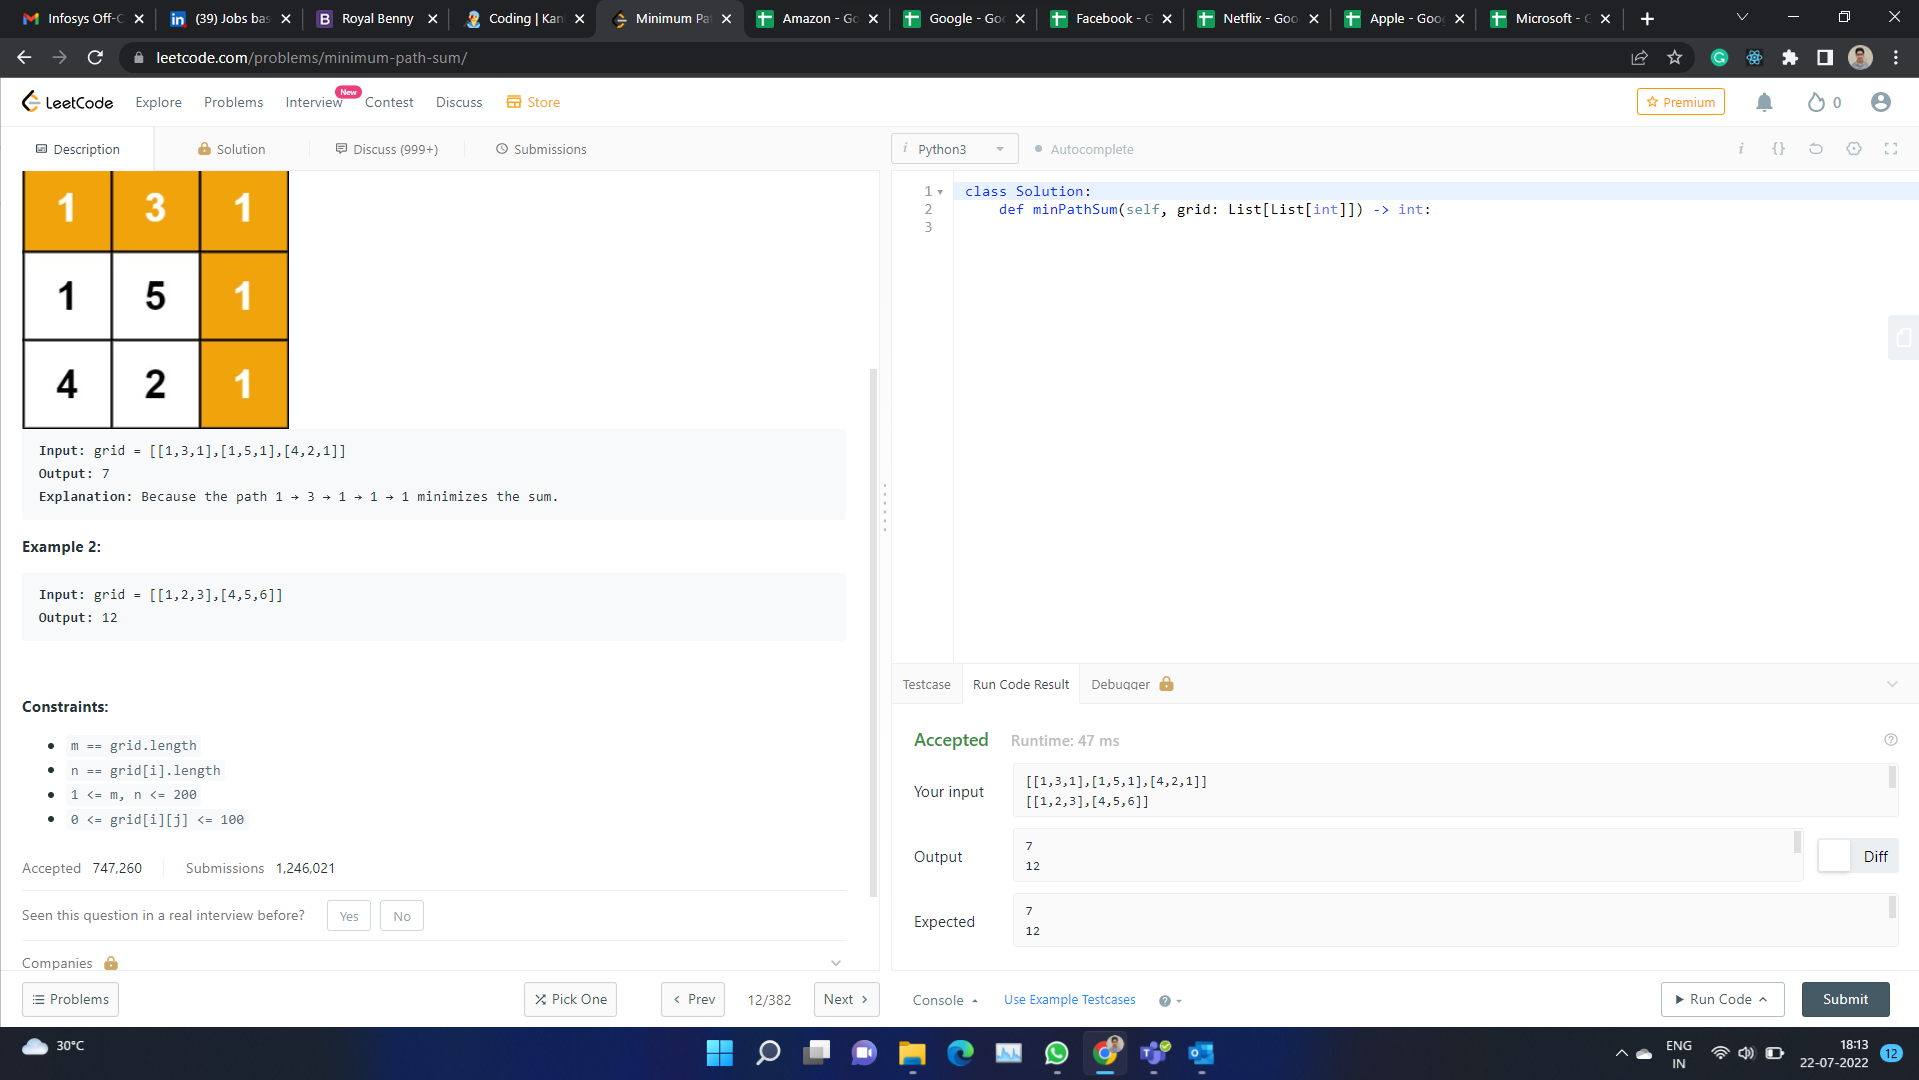 Infosys Off-C
(39) Jobs bas
Royal Benny
Coding | Kan
Minimum Pa
Amazon - Go
Google - Goo
Facebook - G
Netflix - Goo
Apple - Goog
Microsoft - G
leetcode.com/problems/minimum-path-sum/
LeetCode Explore Problems Interview New Contest Discuss Store
Premium 0
Description Solution Discuss (999+) Submissions
i Python3 Autocomplete i {}
1 3 1
1 5 1
4 2 1
Input: grid = [[1,3,1],[1,5,1],[4,2,1]]
Output: 7
Explanation: Because the path 1 → 3 → 1 → 1 → 1 minimizes the sum.
Example 2:
Input: grid = [[1,2,3],[4,5,6]]
Output: 12
Constraints:
m == grid.length
n == grid[i].length
1 <= m, n <= 200
0 <= grid[i][j] <= 100
Accepted 747,260 Submissions 1,246,021
Seen this question in a real interview before? Yes No
Companies
Problems Pick One Prev 12/382 Next
1 class Solution:
2 def minPathSum(self, grid: List[List[int]]) -> int:
3
Testcase Run Code Result Debugger
Accepted Runtime: 47 ms
Your input
[[1,3,1],[1,5,1],[4,2,1]]
[[1,2,3],[4,5,6]]
Output
7
12
Diff
Expected
7
12
Console Use Example Testcases Run Code Submit
30°C
ENG
IN
18:13
22-07-2022
12